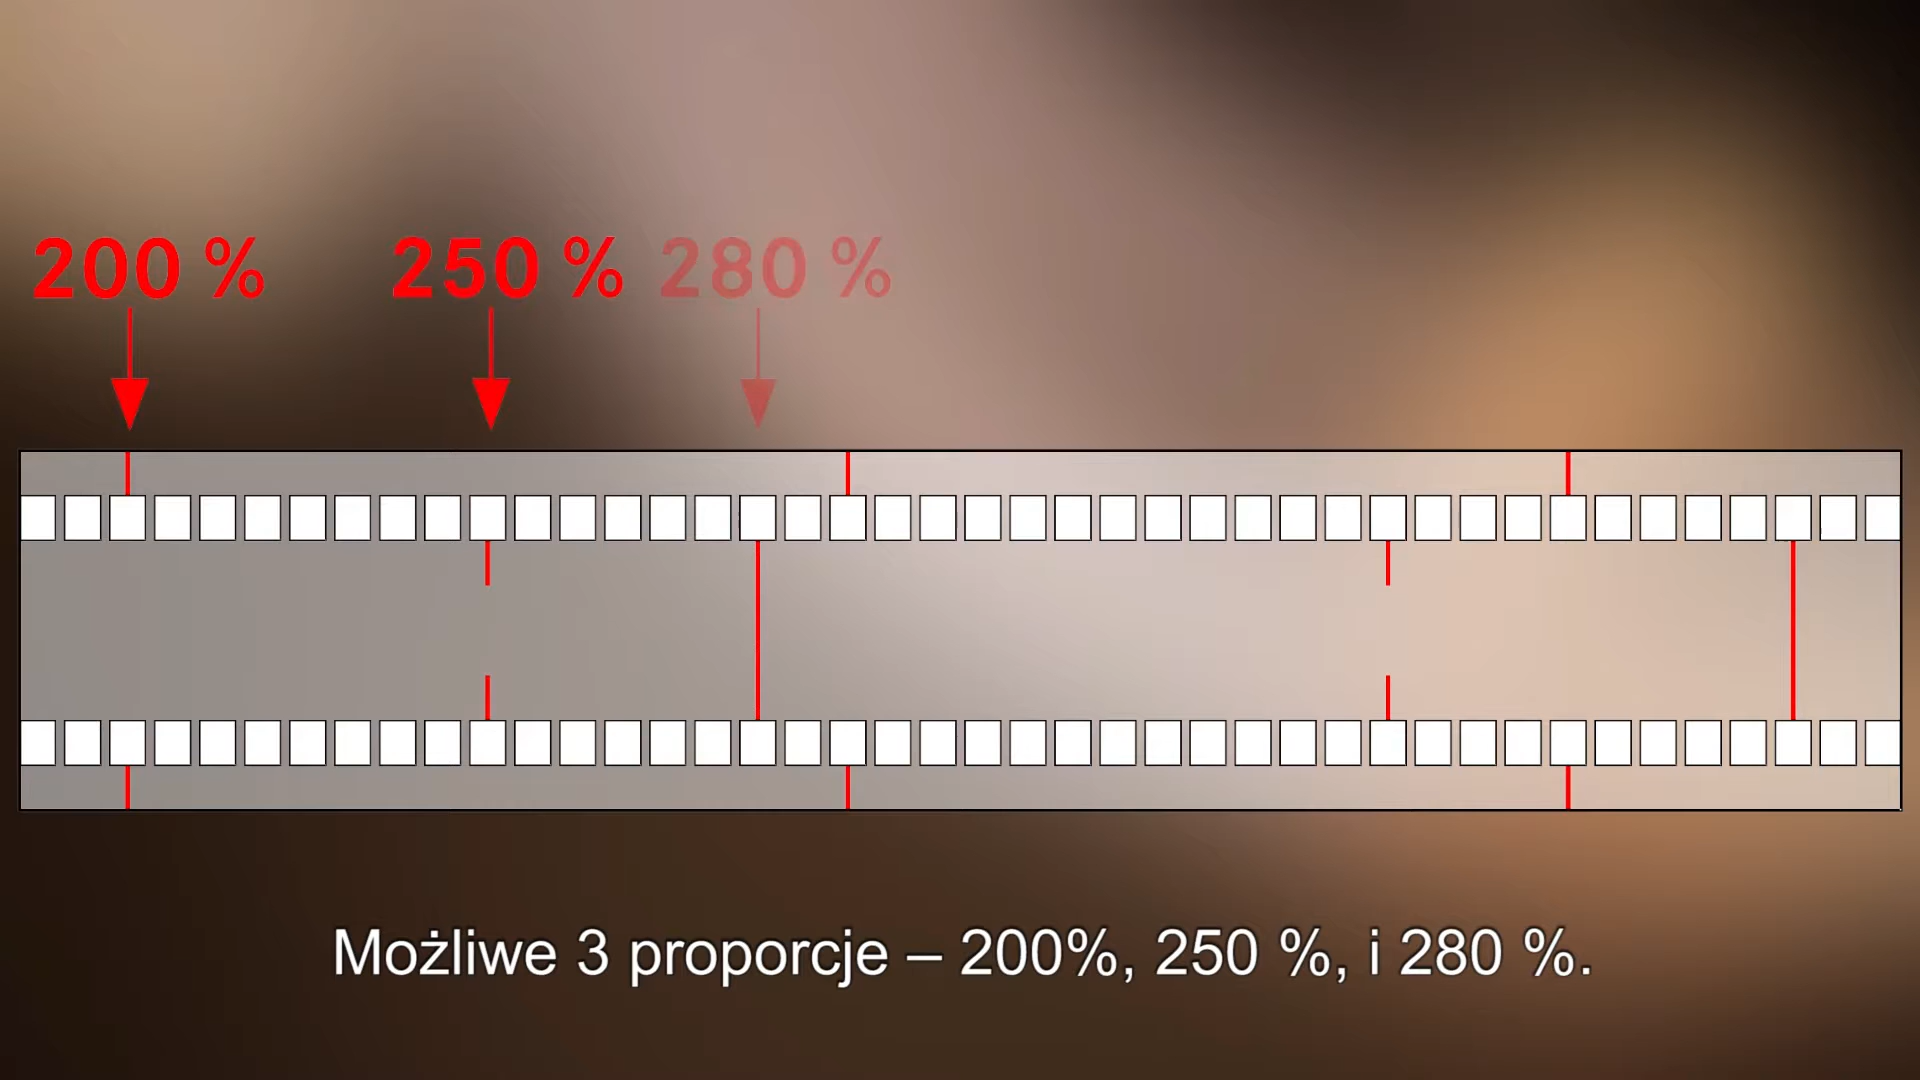 200 % 250 % 280 %
Możliwe 3 proporcje – 200%, 250 %, i 280 %.